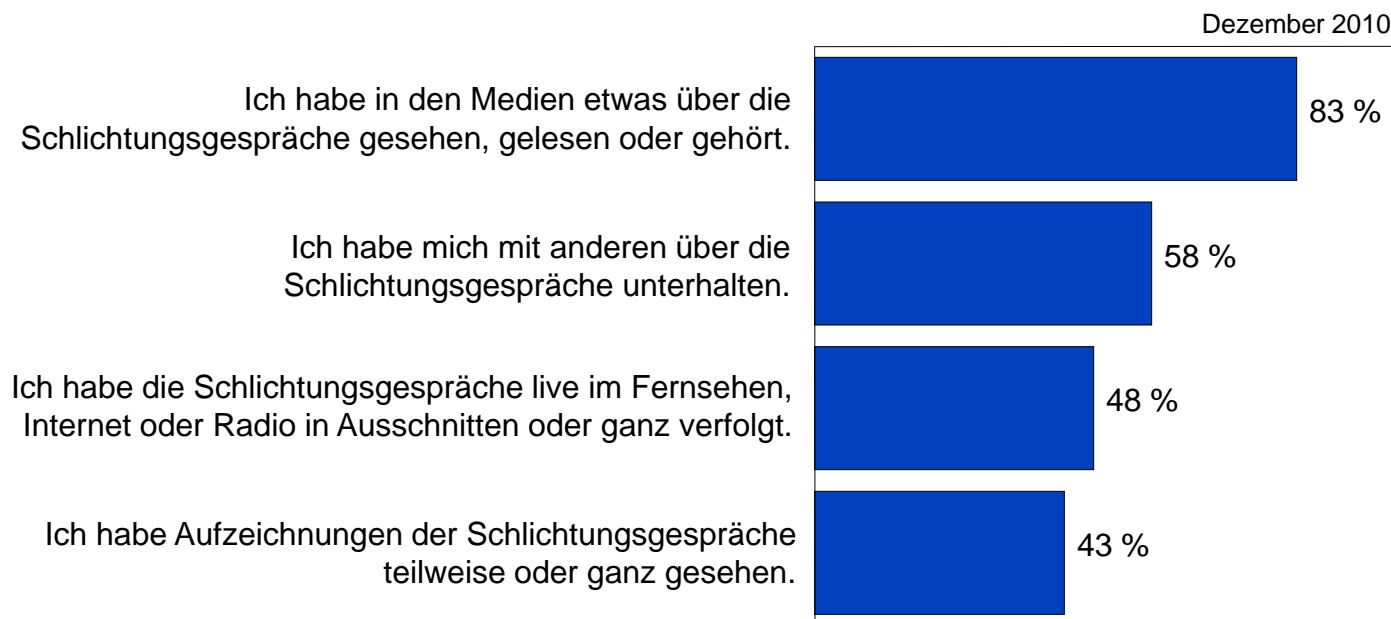 Dezember 2010
Ich habe in den Medien etwas über die
Schlichtungsgespräche gesehen, gelesen oder gehört.
83 %
Ich habe mich mit anderen über die
Schlichtungsgespräche unterhalten.
58 %
Ich habe die Schlichtungsgespräche live im Fernsehen,
Internet oder Radio in Ausschnitten oder ganz verfolgt.
48 %
Ich habe Aufzeichnungen der Schlichtungsgespräche
teilweise oder ganz gesehen.
43 %